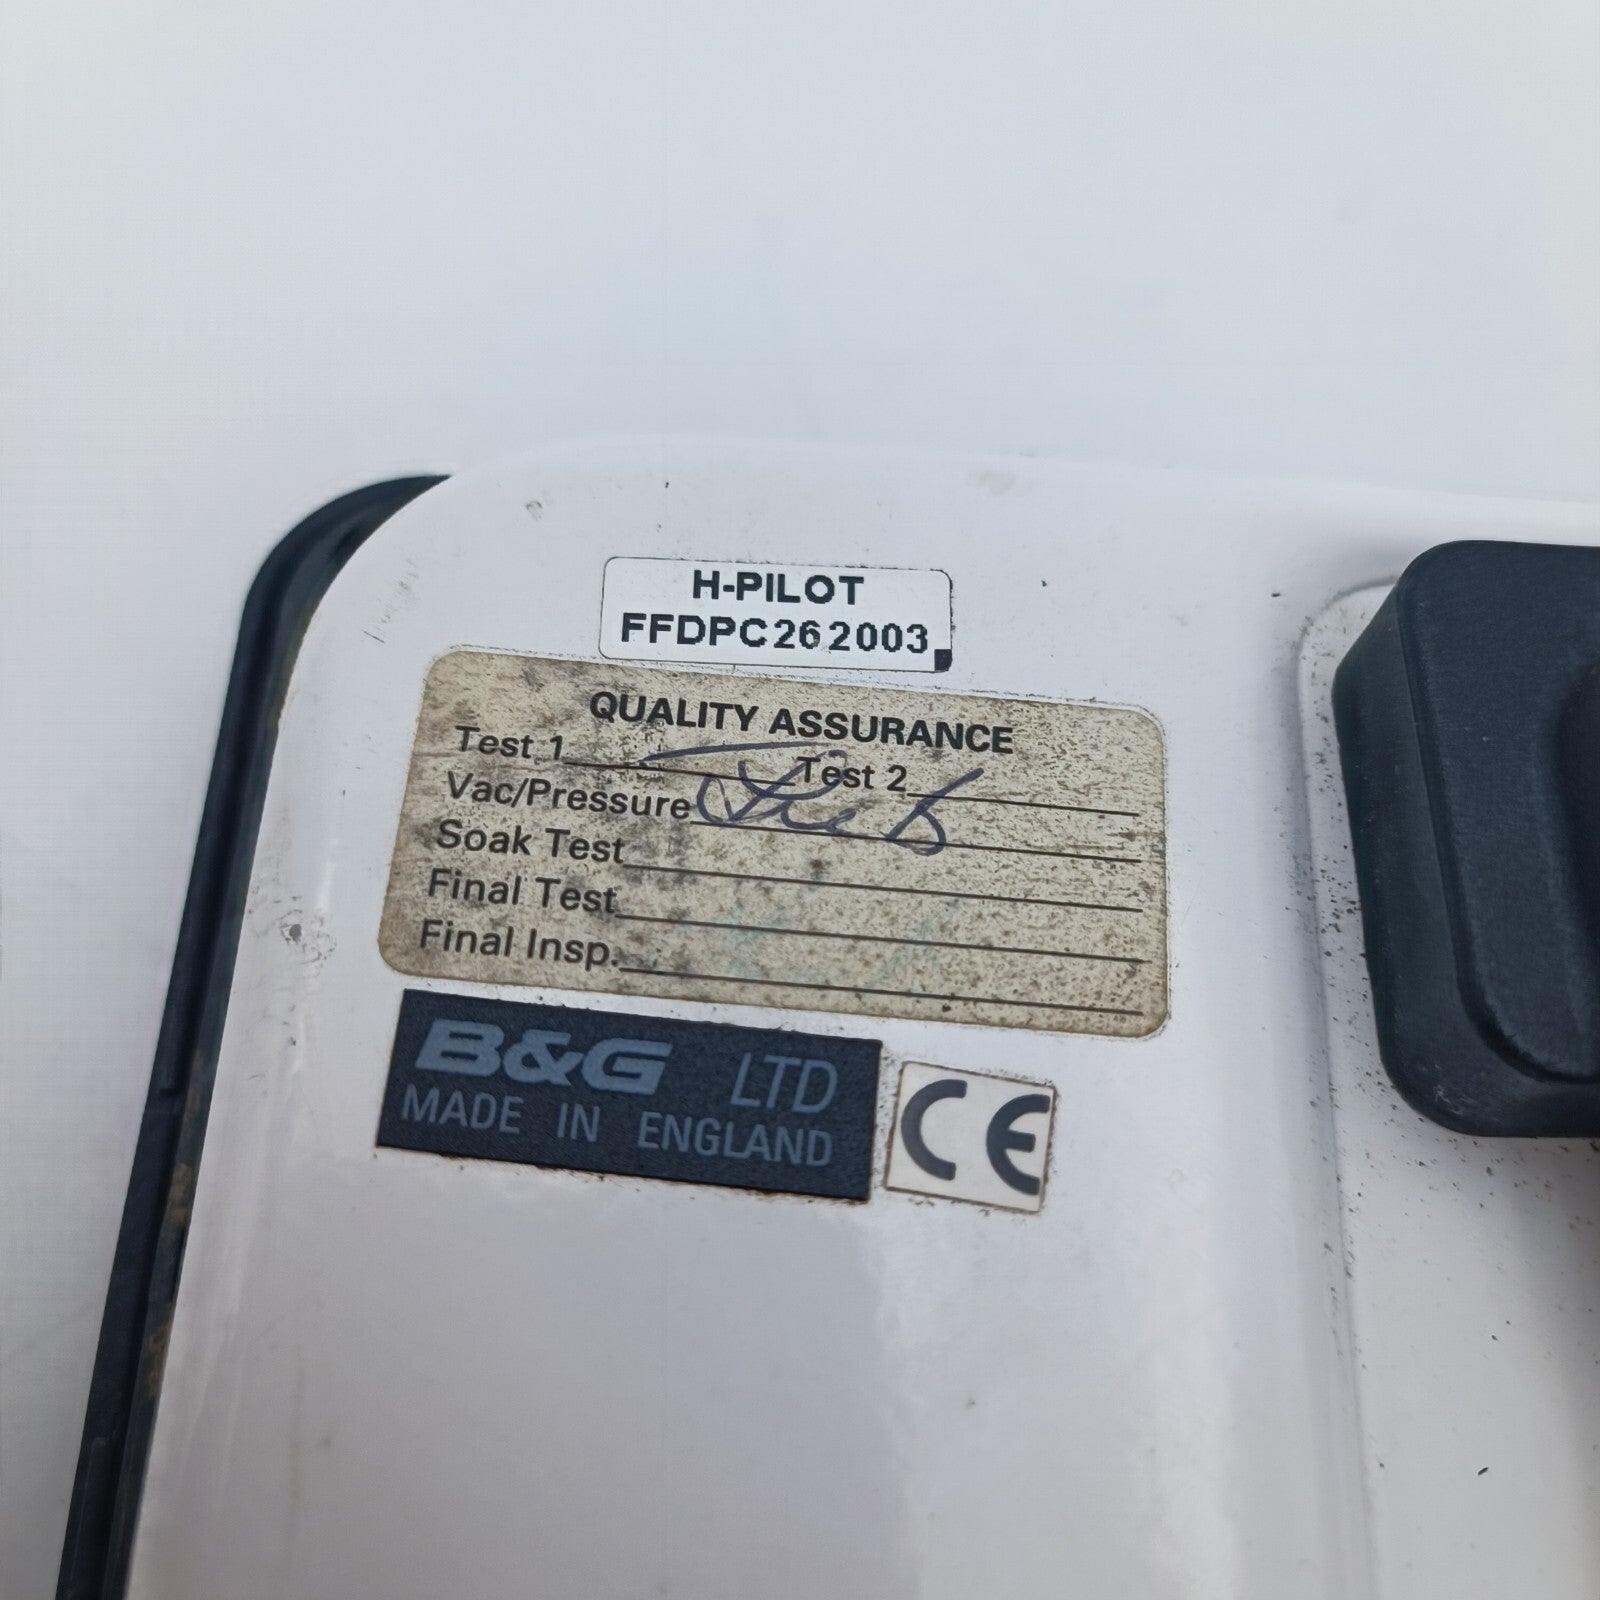 H-PILOT
FFDPC262003
QUALITY ASSURANCE
Test 1 Test 2
Vac/Pressure
Soak Test
Final Test
Final Insp.
B&G LTD
MADE IN ENGLAND
CE